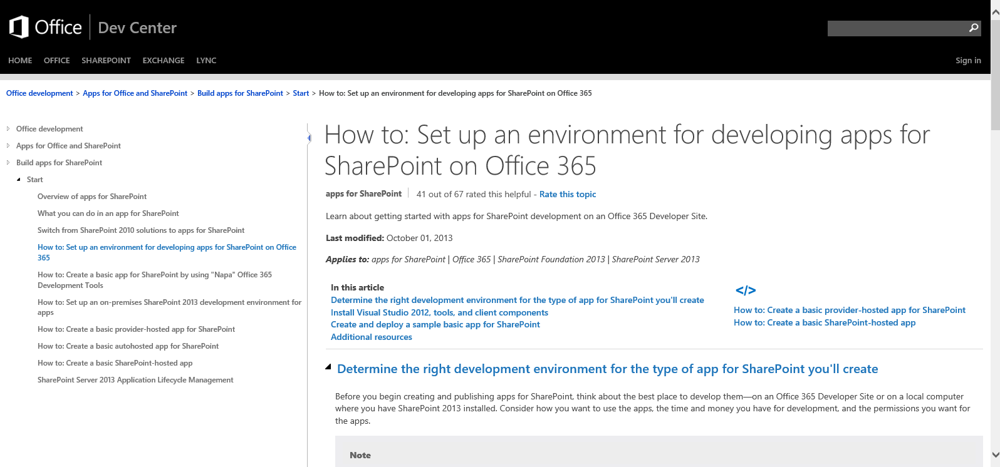 Office Dev Center
HOME OFFICE SHAREPOINT EXCHANGE LYNC Sign in
Office development > Apps for Office and SharePoint > Build apps for SharePoint > Start > How to: Set up an environment for developing apps for SharePoint on Office 365
Office development
Apps for Office and SharePoint
Build apps for SharePoint
Start
Overview of apps for SharePoint
What you can do in an app for SharePoint
Switch from SharePoint 2010 solutions to apps for SharePoint
How to: Set up an environment for developing apps for SharePoint on Office
365
How to: Create a basic app for SharePoint by using "Napa" Office 365
Development Tools
How to: Set up an on-premises SharePoint 2013 development environment for
apps
How to: Create a basic provider-hosted app for SharePoint
How to: Create a basic autohosted app for SharePoint
How to: Create a basic SharePoint-hosted app
SharePoint Server 2013 Application Lifecycle Management
How to: Set up an environment for developing apps for
SharePoint on Office 365
apps for SharePoint | 41 out of 67 rated this helpful - Rate this topic
Learn about getting started with apps for SharePoint development on an Office 365 Developer Site.
Last modified: October 01, 2013
Applies to: apps for SharePoint | Office 365 | SharePoint Foundation 2013 | SharePoint Server 2013
In this article
Determine the right development environment for the type of app for SharePoint you'll create
Install Visual Studio 2012, tools, and client components
Create and deploy a sample basic app for SharePoint
Additional resources
</>
How to: Create a basic provider-hosted app for SharePoint
How to: Create a basic SharePoint-hosted app
Determine the right development environment for the type of app for SharePoint you'll create
Before you begin creating and publishing apps for SharePoint, think about the best place to develop them—on an Office 365 Developer Site or on a local computer
where you have SharePoint 2013 installed. Consider how you want to use the apps, the time and money you have for development, and the permissions you want for
the apps.
Note